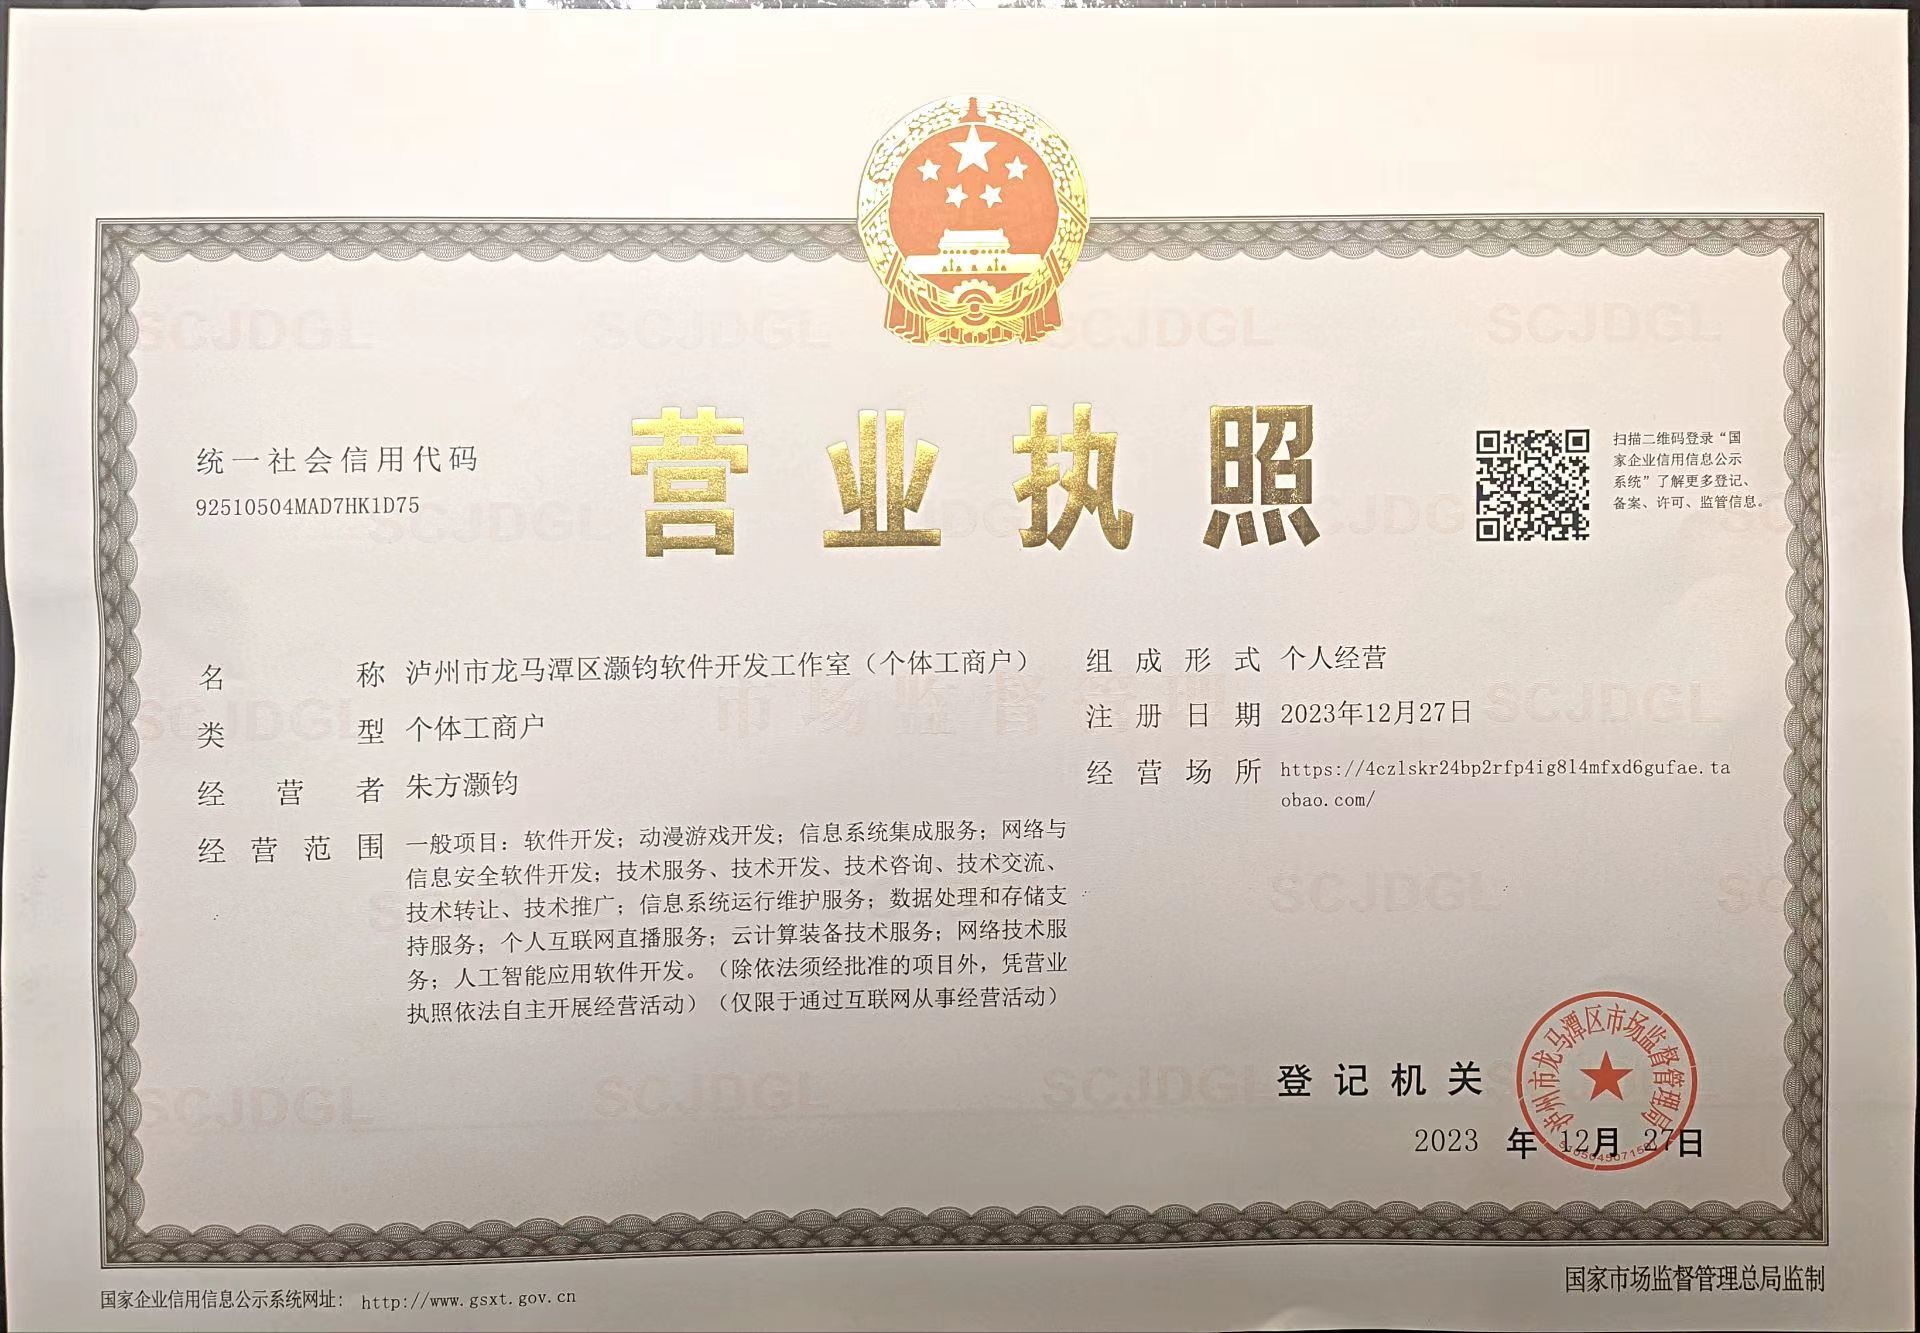 营业执照
统一社会信用代码
92510504MAD7HK1D75
扫描二维码登录“国
家企业信用信息公示
系统”了解更多登记、
备案、许可、监管信息。
名称 泸州市龙马潭区灏钧软件开发工作室（个体工商户）
类型 个体工商户
经营者 朱方灏钧
经营范围 一般项目：软件开发；动漫游戏开发；信息系统集成服务；网络与
信息安全软件开发；技术服务、技术开发、技术咨询、技术交流、
技术转让、技术推广；信息系统运行维护服务；数据处理和存储支
持服务；个人互联网直播服务；云计算装备技术服务；网络技术服
务；人工智能应用软件开发。（除依法须经批准的项目外，凭营业
执照依法自主开展经营活动）（仅限于通过互联网从事经营活动）
组成形式 个人经营
注册日期 2023年12月27日
经营场所 https://4czlskr24bp2rfp4ig8l4mfxd6gufae.ta
obao.com/
登记机关
泸州市龙马潭区市场监督管理局
2023 年 12月 27日
国家企业信用信息公示系统网址： http://www.gsxt.gov.cn
国家市场监督管理总局监制
SCJDGL
市场监督管理